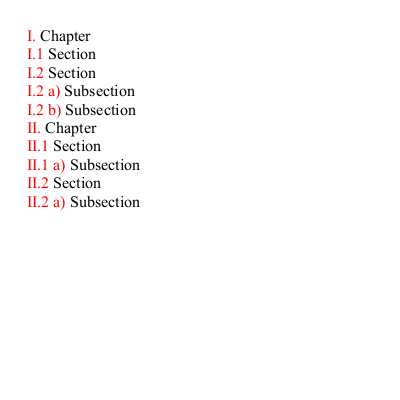 I. Chapter
I.1 Section
I.2 Section
I.2 a) Subsection
I.2 b) Subsection
II. Chapter
II.1 Section
II.1 a) Subsection
II.2 Section
II.2 a) Subsection